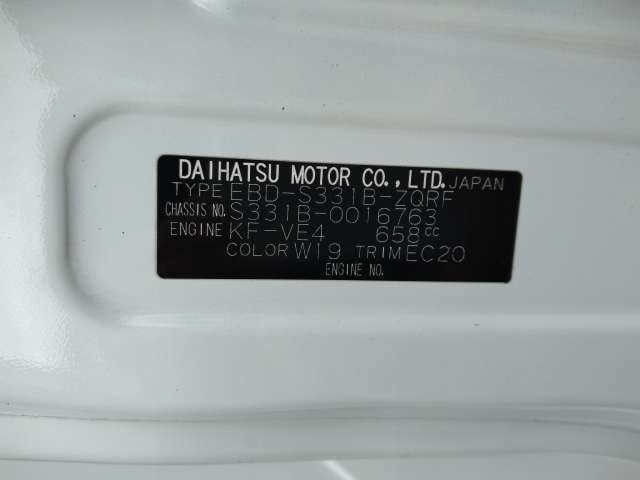 DAIHATSU MOTOR CO.,LTD. JAPAN
TYPE EBD-S331B-ZQRF
CHASSIS NO. S331B-0016763
ENGINE KF-VE4 658cc
COLOR W19 TRIM EC20
ENGINE NO.